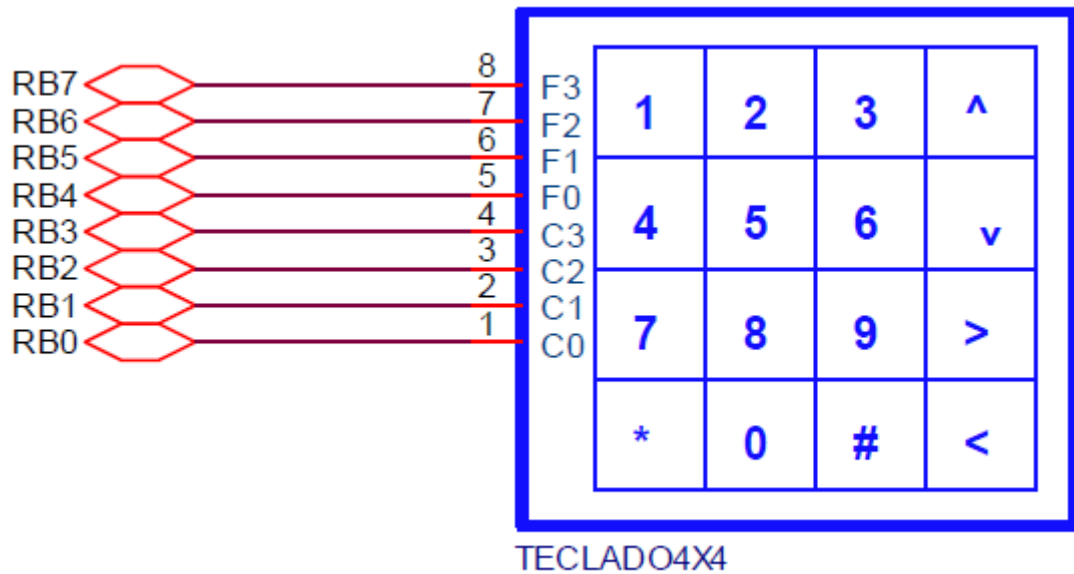 RB7 8 F3
RB6 7 F2
RB5 6 F1
RB4 5 F0
RB3 4 C3
RB2 3 C2
RB1 2 C1
RB0 1 C0
1 2 3 ^
4 5 6 v
7 8 9 >
* 0 # <
TECLADO4X4